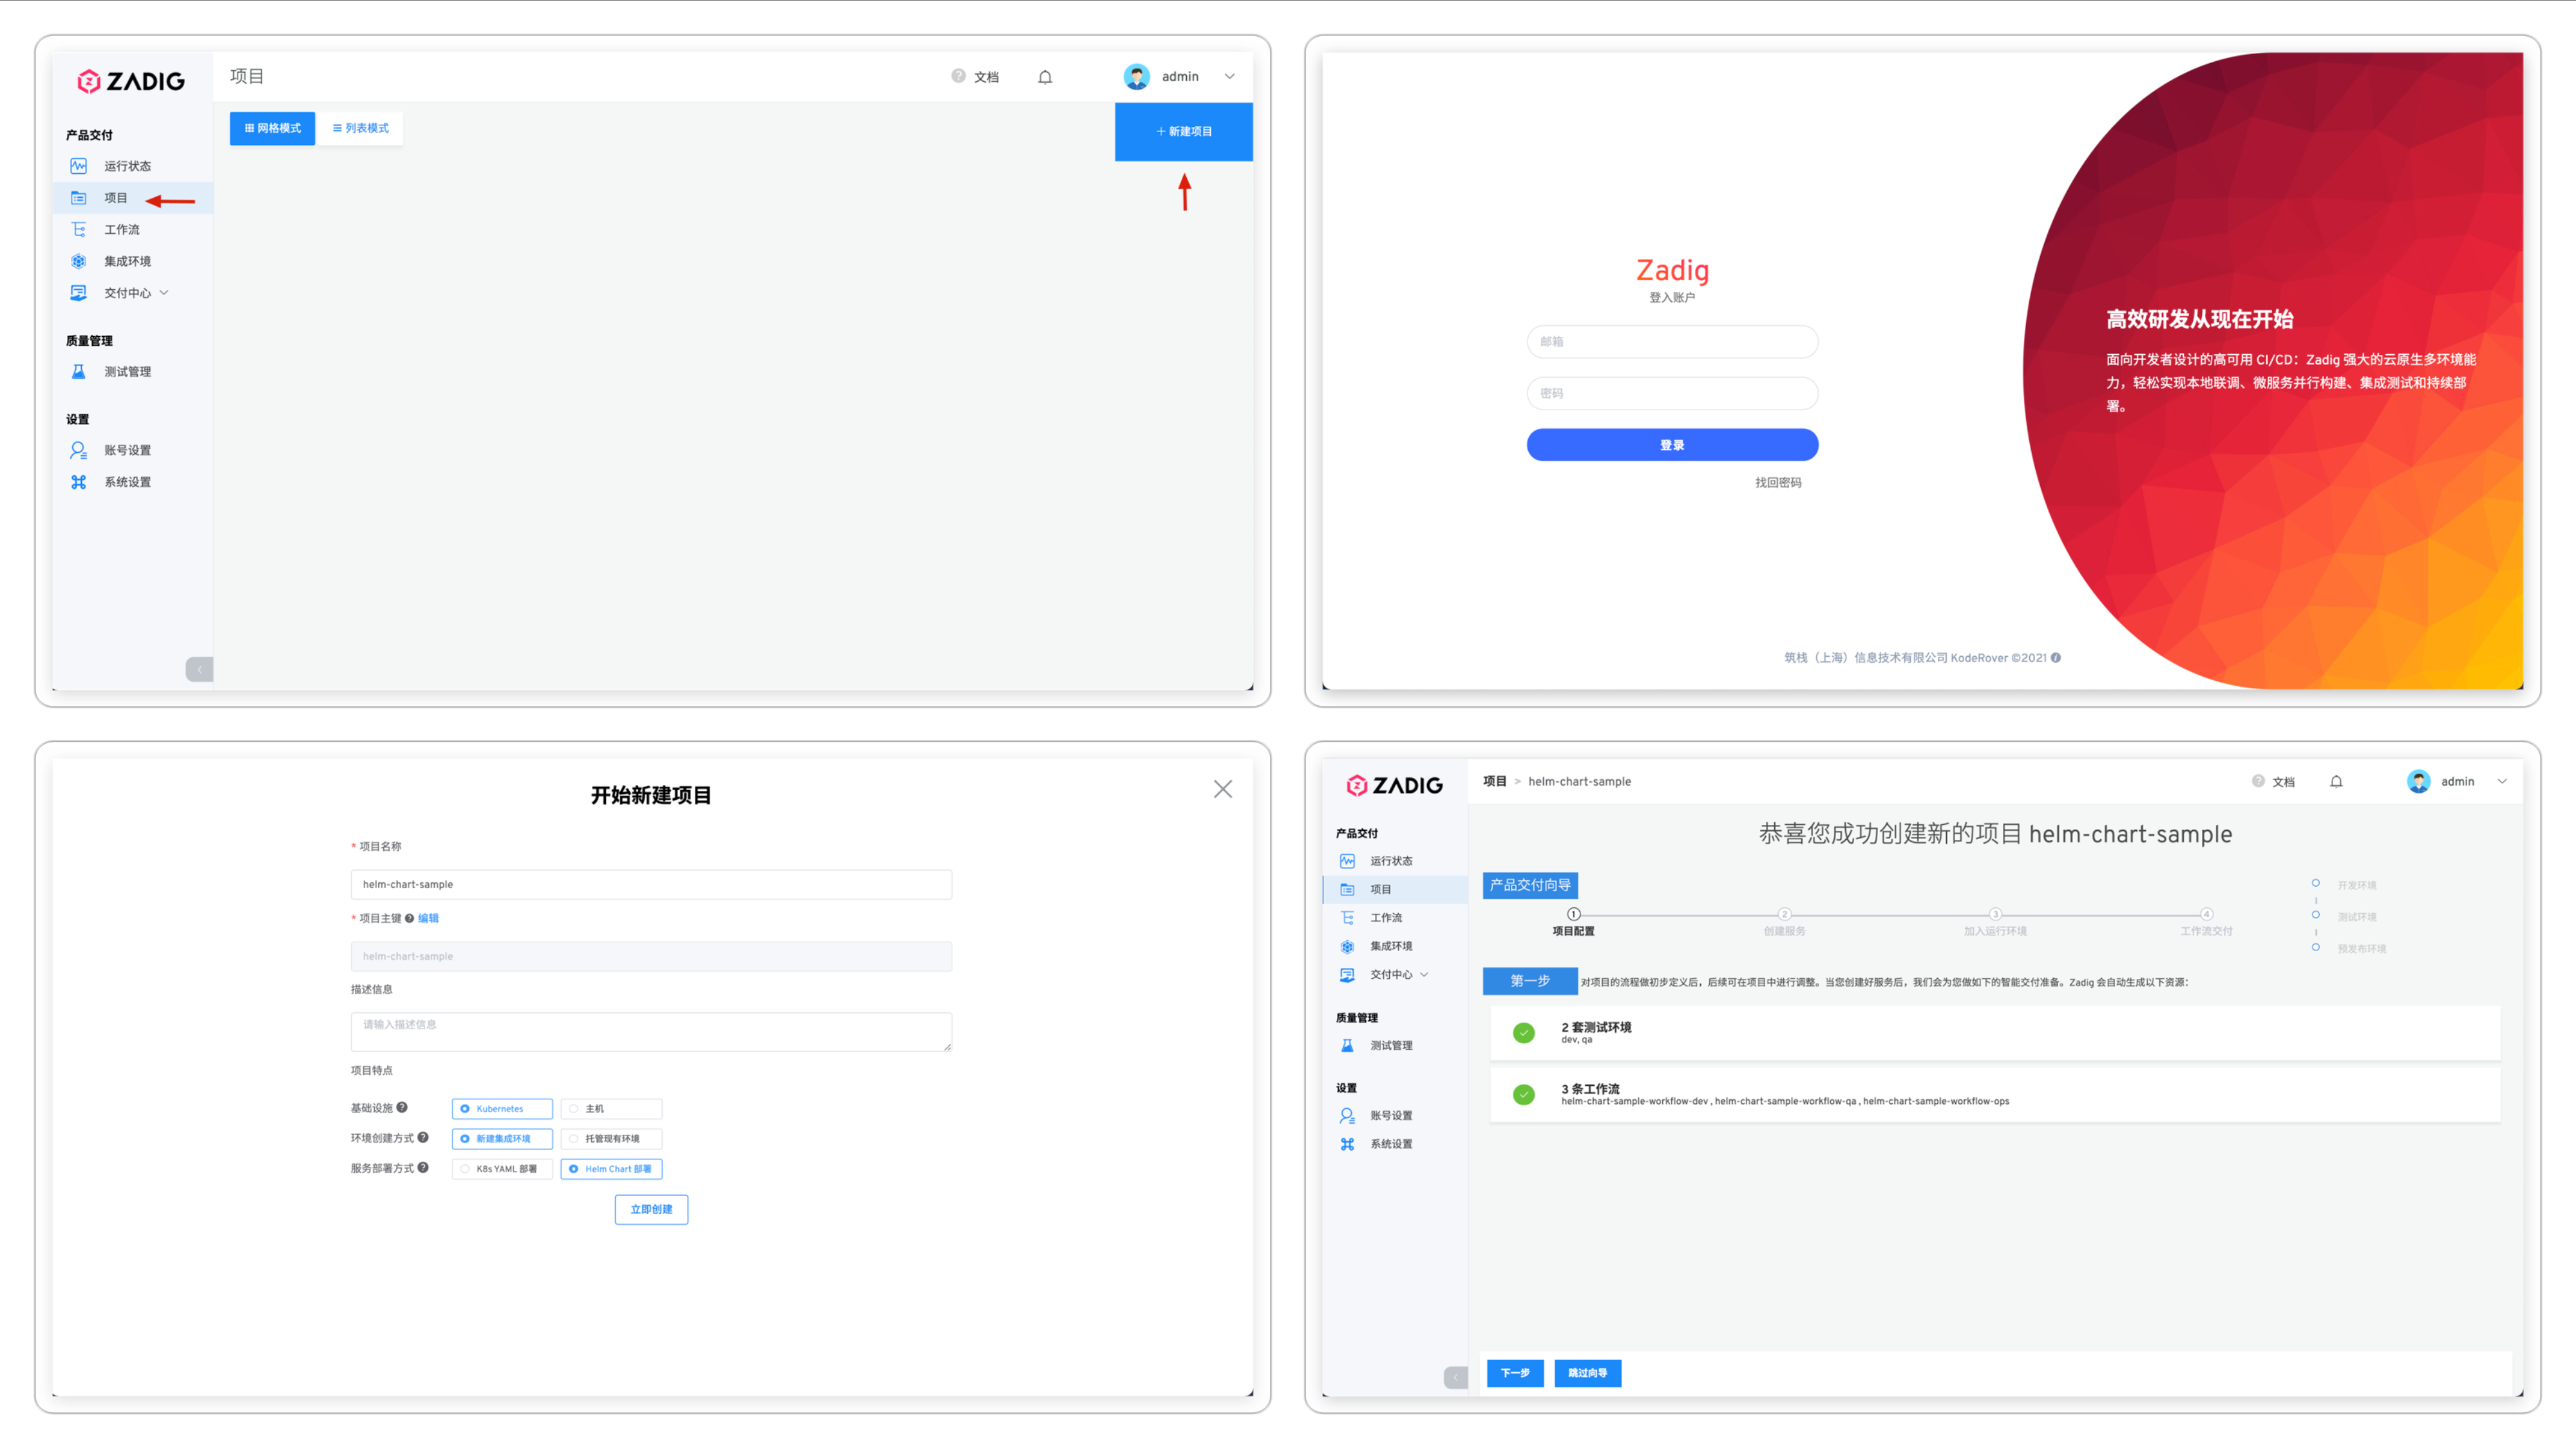 ZADIG
项目
文档
admin
产品交付
运行状态
项目
工作流
集成环境
交付中心
质量管理
测试管理
设置
账号设置
系统设置
网格模式
列表模式
+ 新建项目
Zadig
登入账户
邮箱
密码
登录
找回密码
高效研发从现在开始
面向开发者设计的高可用 CI/CD：Zadig 强大的云原生多环境能
力，轻松实现本地联调、微服务并行构建、集成测试和持续部
署。
筑栈（上海）信息技术有限公司 KodeRover ©2021
开始新建项目
* 项目名称
helm-chart-sample
* 项目主键 编辑
helm-chart-sample
描述信息
请输入描述信息
项目特点
基础设施 Kubernetes 主机
环境创建方式 新建集成环境 托管现有环境
服务部署方式 K8s YAML 部署 Helm Chart 部署
立即创建
ZADIG
项目 > helm-chart-sample
文档
admin
产品交付
运行状态
项目
工作流
集成环境
交付中心
质量管理
测试管理
设置
账号设置
系统设置
恭喜您成功创建新的项目 helm-chart-sample
产品交付向导
1
项目配置
2
创建服务
3
加入运行环境
4
工作流交付
开发环境
测试环境
预发布环境
第一步 对项目的流程做初步定义后，后续可在项目中进行调整。当您创建好服务后，我们会为您做如下的智能交付准备。Zadig 会自动生成以下资源：
2 套测试环境
dev, qa
3 条工作流
helm-chart-sample-workflow-dev , helm-chart-sample-workflow-qa , helm-chart-sample-workflow-ops
下一步
跳过向导